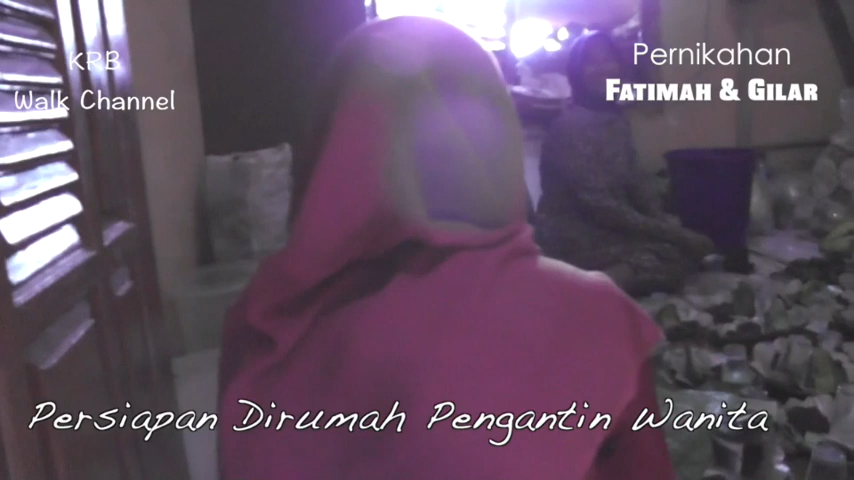 KRB
Walk Channel
Pernikahan
FATIMAH & GILAR
Persiapan Dirumah Pengantin Wanita